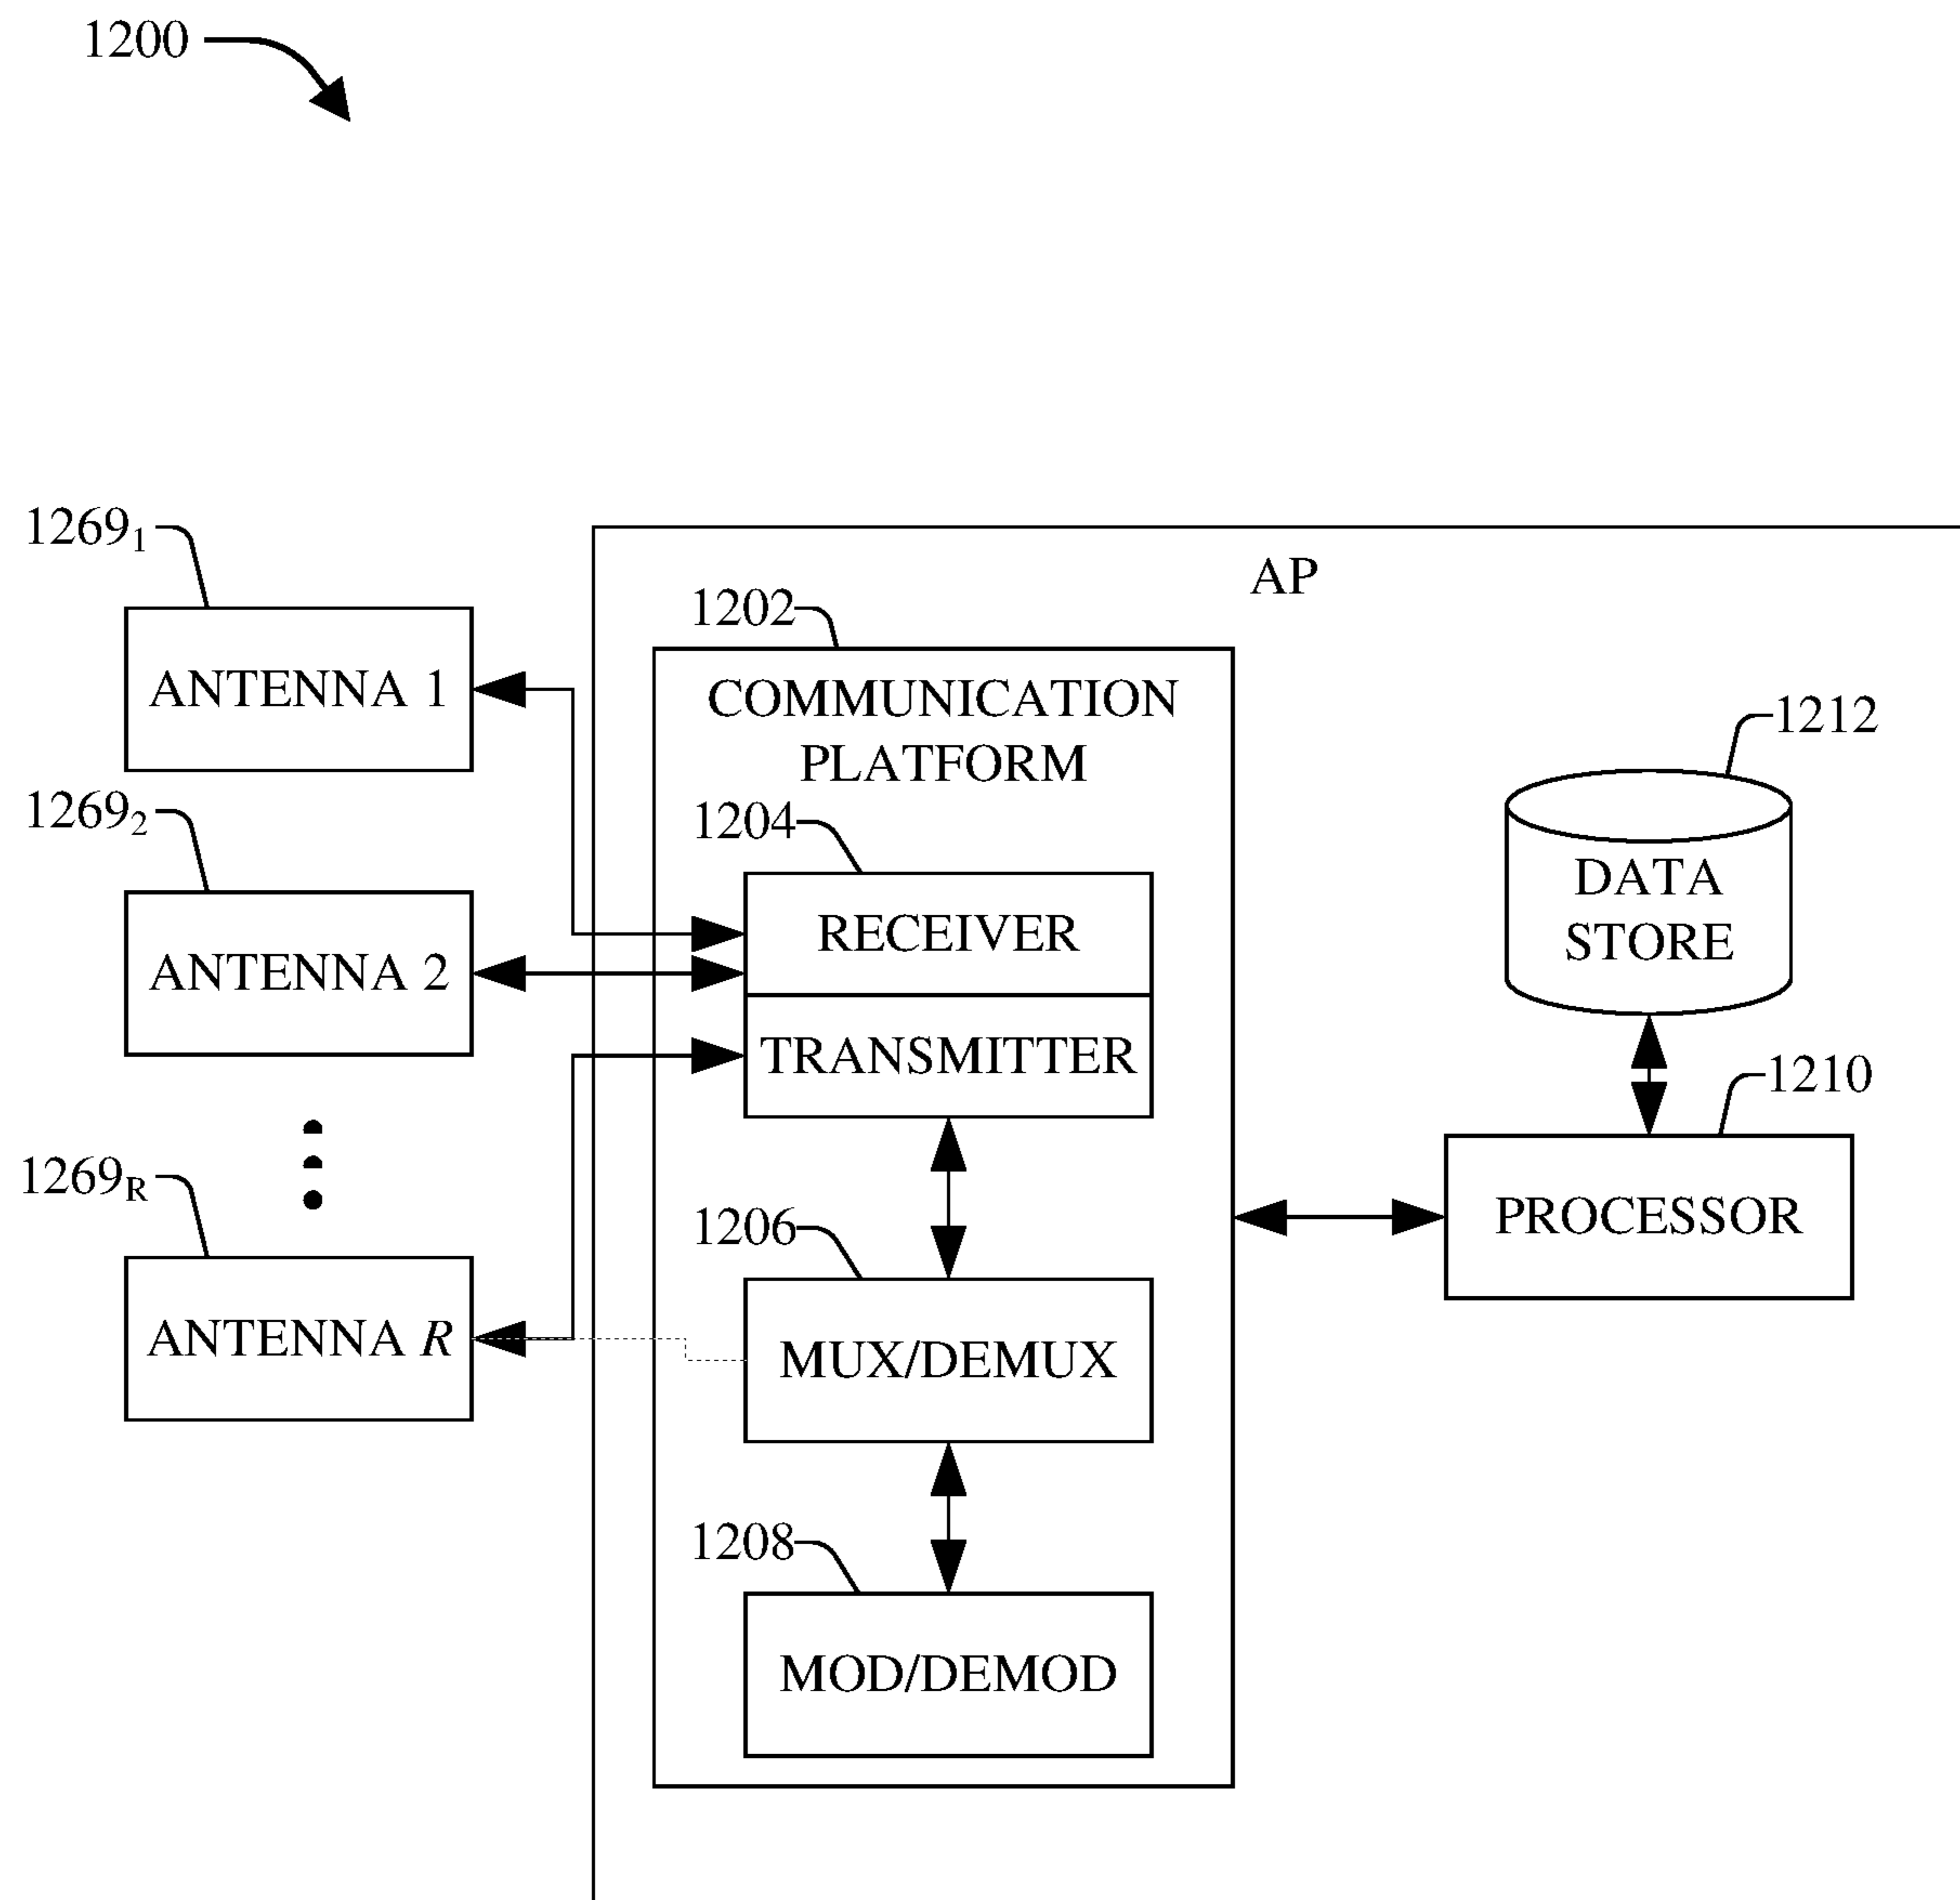 1200
1269₁
AP
1202
ANTENNA 1
COMMUNICATION
PLATFORM
1212
1269₂
1204
DATA
STORE
RECEIVER
ANTENNA 2
TRANSMITTER
1210
1269R
1206
PROCESSOR
ANTENNA R
MUX/DEMUX
1208
MOD/DEMOD